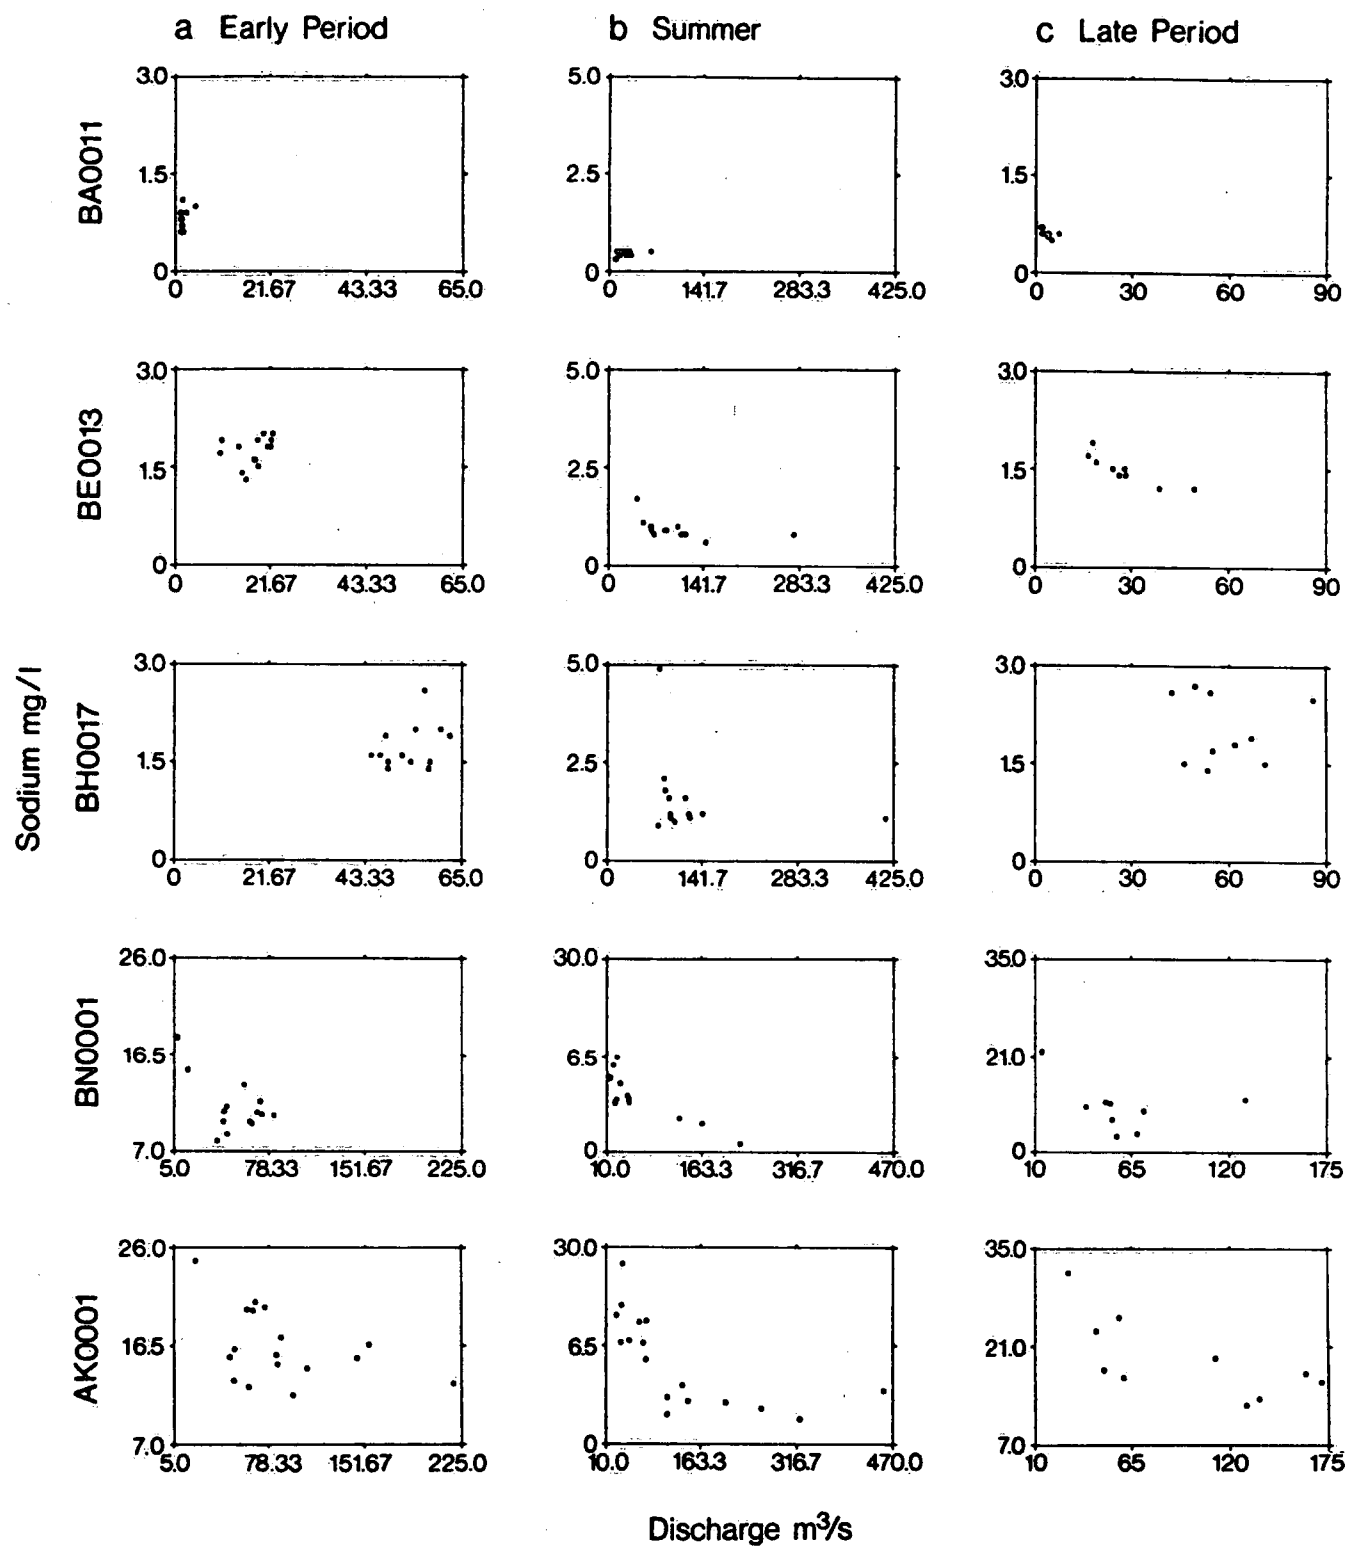 a Early Period b Summer c Late Period
BA0011
3.0 5.0 3.0
1.5 2.5 1.5
0 0 0
0 21.67 43.33 65.0 0 141.7 283.3 425.0 0 30 60 90
BE0013
3.0 5.0 3.0
1.5 2.5 1.5
0 0 0
0 21.67 43.33 65.0 0 141.7 283.3 425.0 0 30 60 90
Sodium mg/l
BH0017
3.0 5.0 3.0
1.5 2.5 1.5
0 0 0
0 21.67 43.33 65.0 0 141.7 283.3 425.0 0 30 60 90
BN0001
26.0 30.0 35.0
16.5 6.5 21.0
7.0 0 0
5.0 78.33 151.67 225.0 10.0 163.3 316.7 470.0 10 65 120 175
AK0001
26.0 30.0 35.0
16.5 6.5 21.0
7.0 0 7.0
5.0 78.33 151.67 225.0 10.0 163.3 316.7 470.0 10 65 120 175
Discharge m³/s